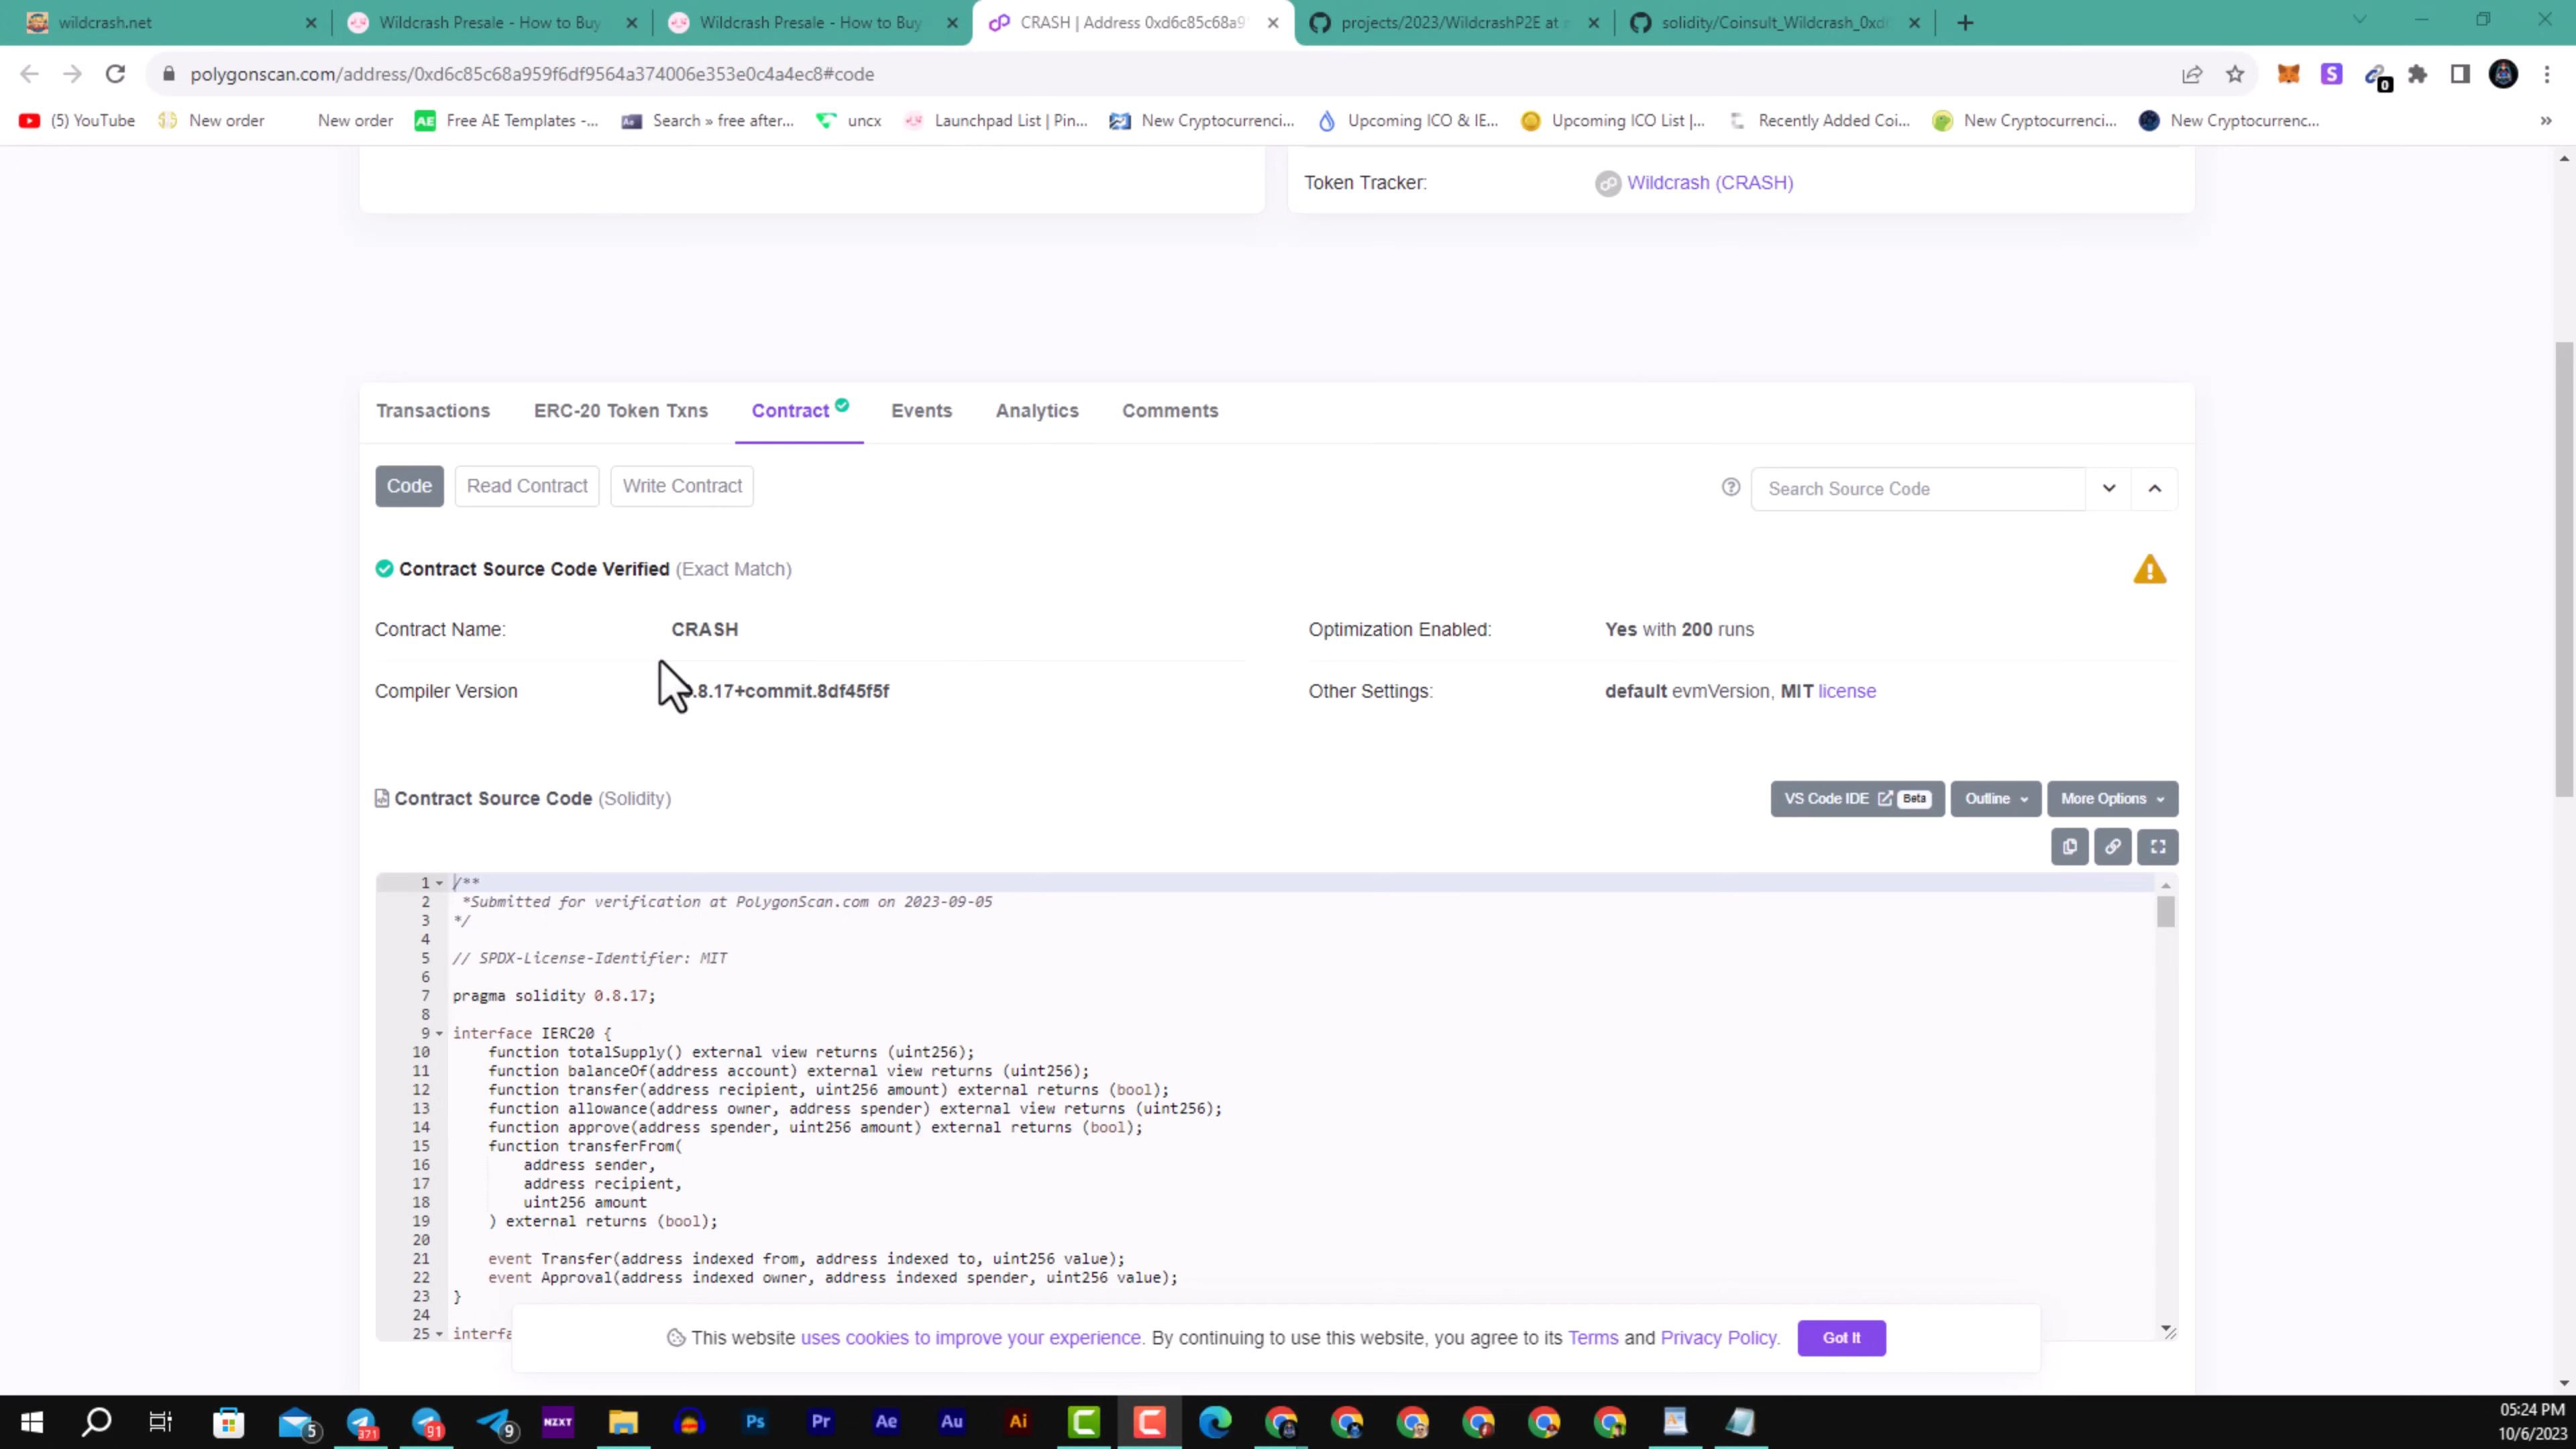 wildcrash.net
Wildcrash Presale - How to Buy
Wildcrash Presale - How to Buy
CRASH | Address 0xd6c85c68a9
projects/2023/WildcrashP2E at
solidity/Coinsult_Wildcrash_0xd
polygonscan.com/address/0xd6c85c68a959f6df9564a374006e353e0c4a4ec8#code
S
0
(5) YouTube
New order
New order
AE Free AE Templates -...
Search » free after...
uncx
Launchpad List | Pin...
New Cryptocurrenci...
Upcoming ICO & IE...
Upcoming ICO List |...
Recently Added Coi...
New Cryptocurrenci...
New Cryptocurrenc...
»
Token Tracker: Wildcrash (CRASH)
Transactions ERC-20 Token Txns Contract Events Analytics Comments
Code Read Contract Write Contract
Search Source Code
Contract Source Code Verified (Exact Match)
Contract Name: CRASH
Optimization Enabled: Yes with 200 runs
Compiler Version .8.17+commit.8df45f5f
Other Settings: default evmVersion, MIT license
Contract Source Code (Solidity)
VS Code IDE Beta Outline More Options
1 /**
2 *Submitted for verification at PolygonScan.com on 2023-09-05
3 */
4
5 // SPDX-License-Identifier: MIT
6
7 pragma solidity 0.8.17;
8
9 interface IERC20 {
10 function totalSupply() external view returns (uint256);
11 function balanceOf(address account) external view returns (uint256);
12 function transfer(address recipient, uint256 amount) external returns (bool);
13 function allowance(address owner, address spender) external view returns (uint256);
14 function approve(address spender, uint256 amount) external returns (bool);
15 function transferFrom(
16 address sender,
17 address recipient,
18 uint256 amount
19 ) external returns (bool);
20
21 event Transfer(address indexed from, address indexed to, uint256 value);
22 event Approval(address indexed owner, address indexed spender, uint256 value);
23 }
24
25 interfa
This website uses cookies to improve your experience. By continuing to use this website, you agree to its Terms and Privacy Policy. Got It
5
371
91
9
NZXT
Ps
Pr
Ae
Au
Ai
05:24 PM
10/6/2023